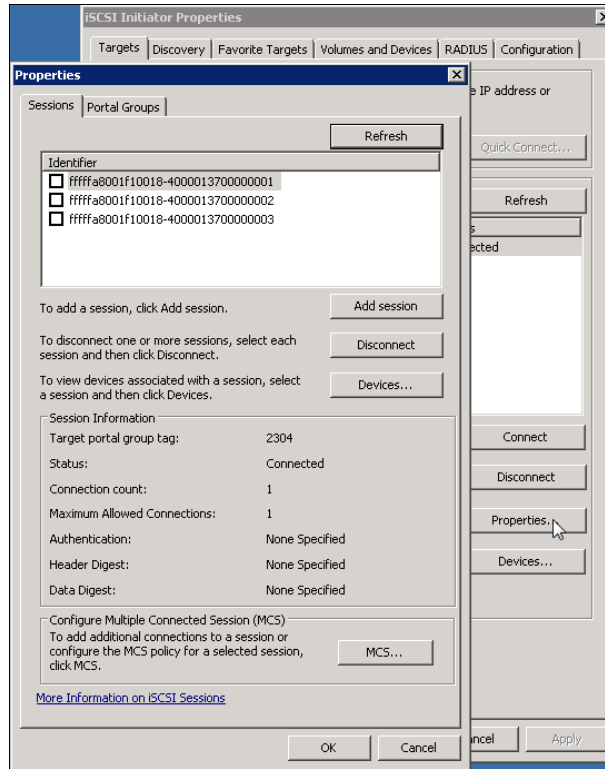 iSCSI Initiator Properties
Targets Discovery Favorite Targets Volumes and Devices RADIUS Configuration
IP address or
Quick Connect...
Refresh
Connect
Disconnect
Properties...
Devices...
Apply
Properties
Sessions Portal Groups
Refresh
Identifier
fffffa8001f10018-4000013700000001
fffffa8001f10018-4000013700000002
fffffa8001f10018-4000013700000003
To add a session, click Add session.
Add session
To disconnect one or more sessions, select each
session and then click Disconnect.
Disconnect
To view devices associated with a session, select
a session and then click Devices.
Devices...
Session Information
Target portal group tag: 2304
Status: Connected
Connection count: 1
Maximum Allowed Connections: 1
Authentication: None Specified
Header Digest: None Specified
Data Digest: None Specified
Configure Multiple Connected Session (MCS)
To add additional connections to a session or
configure the MCS policy for a selected session,
click MCS.
MCS...
More Information on iSCSI Sessions
OK Cancel